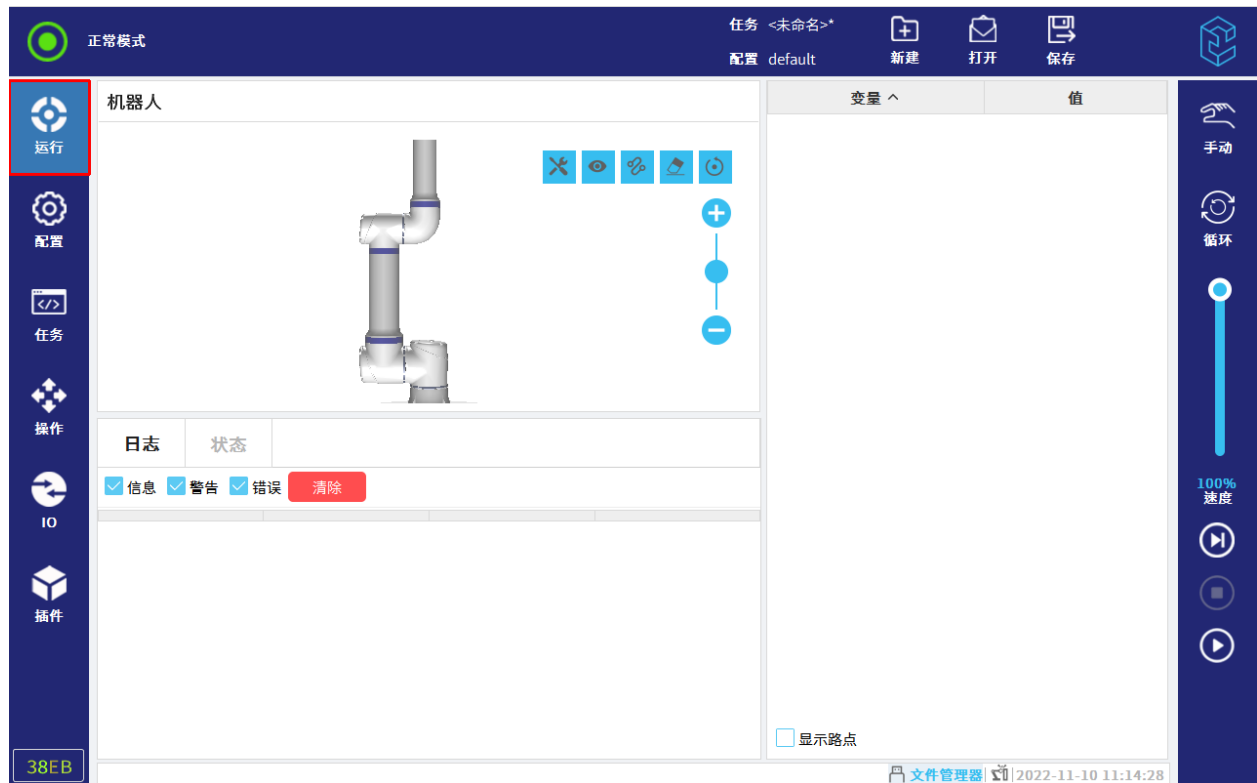 正常模式
任务 <未命名>*
配置 default
新建
打开
保存
运行
配置
任务
操作
IO
插件
38EB
机器人
日志
状态
信息
警告
错误
清除
变量
值
显示路点
文件管理器
2022-11-10 11:14:28
手动
循环
100%
速度